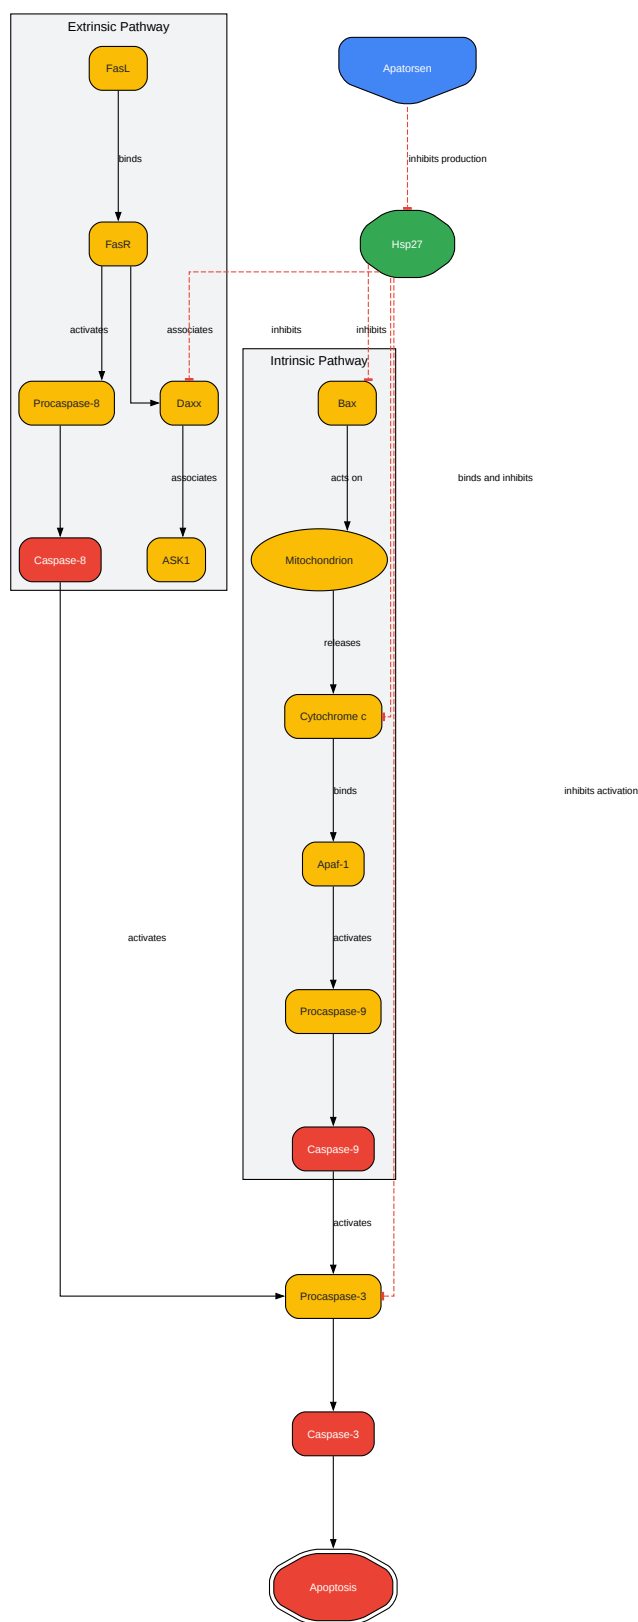 Extrinsic Pathway
FasL
Apatorsen
binds
inhibits production
FasR
Hsp27
activates
associates
inhibits
inhibits
Intrinsic Pathway
Procaspase-8
Daxx
Bax
associates
acts on
binds and inhibits
Caspase-8
ASK1
Mitochondrion
releases
Cytochrome c
binds
inhibits activation
Apaf-1
activates
activates
Procaspase-9
Caspase-9
activates
Procaspase-3
Caspase-3
Apoptosis